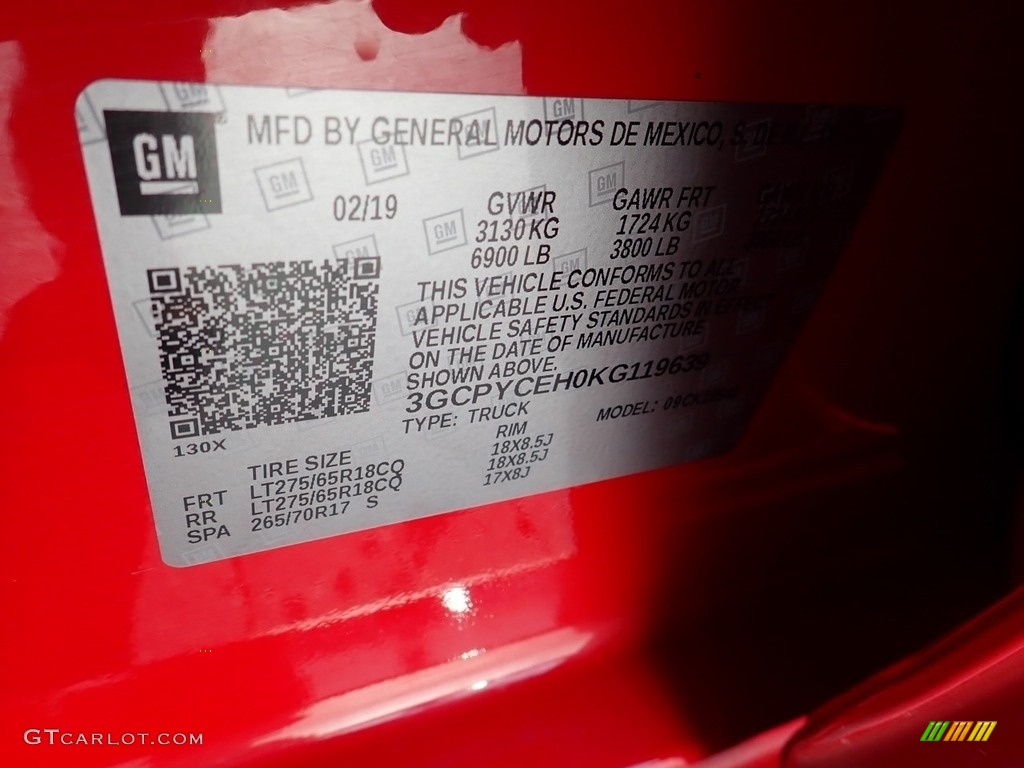 GM
MFD BY GENERAL MOTORS DE MEXICO, S. DE
02/19
GVWR
3130 KG
6900 LB
GAWR FRT
1724 KG
3800 LB
THIS VEHICLE CONFORMS TO ALL
APPLICABLE U.S. FEDERAL MOTOR
VEHICLE SAFETY STANDARDS IN EFFECT
ON THE DATE OF MANUFACTURE
SHOWN ABOVE.
3GCPYCEH0KG119639
TYPE: TRUCK MODEL:
130X
TIRE SIZE RIM
FRT LT275/65R18CQ 18X8.5J
RR LT275/65R18CQ 18X8.5J
SPA 265/70R17 S 17X8J
GTCARLOT.COM